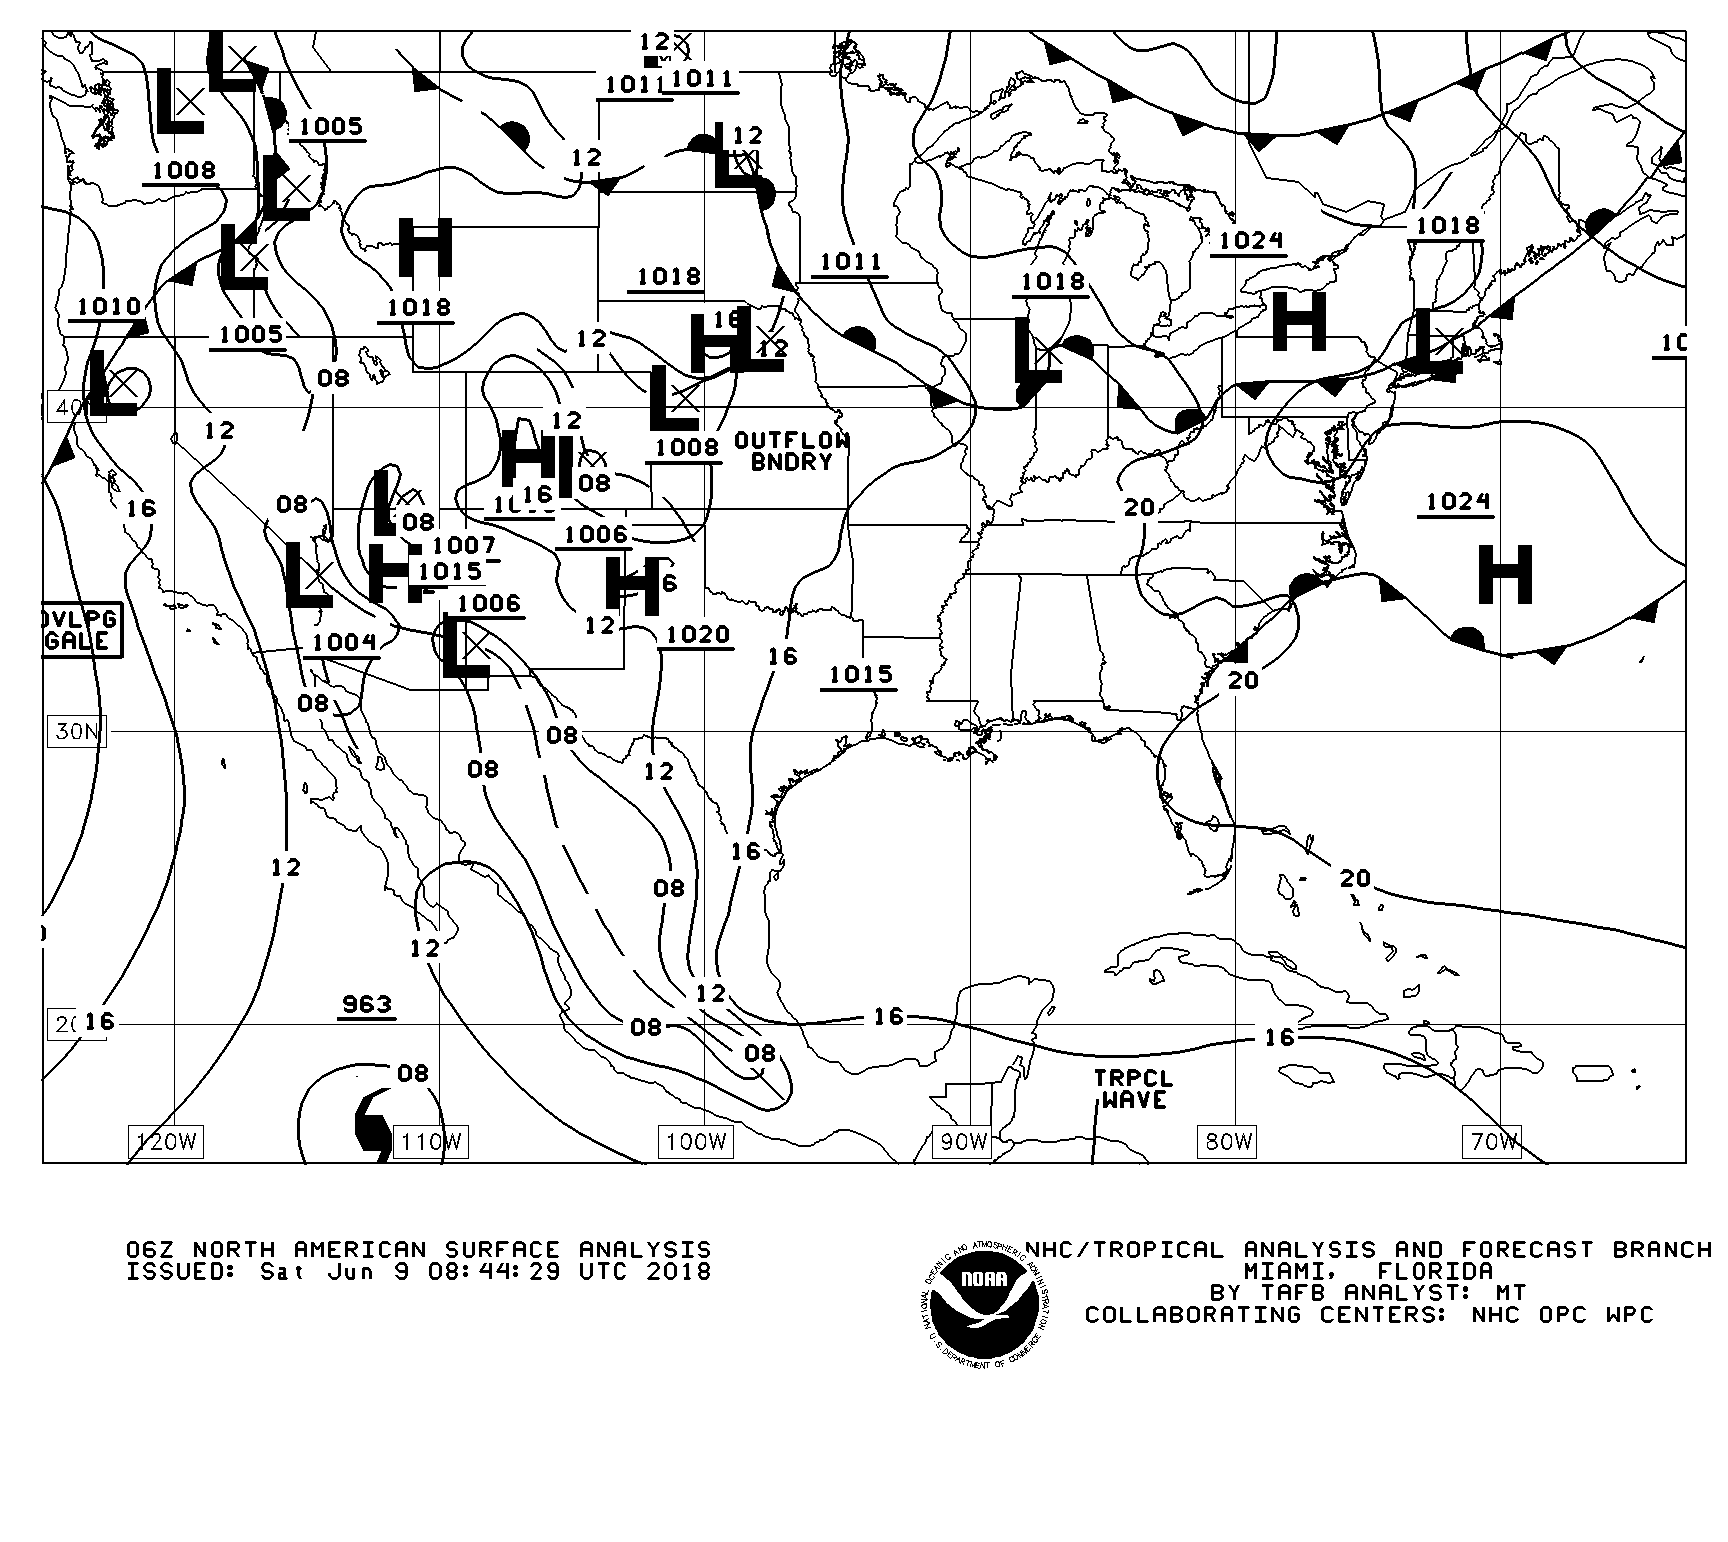 12
1011
1011
1005
12
12
1008
1018
1024
1011
1018
1018
1010
1018
1005
12
12
08
40
12
12
1008
OUTFLOW
BNDRY
08
16
08
16
08
20
1024
1006
1007
1015
1006
12
1020
DVLPG
GALE
1004
16
1015
20
08
30N
08
08
12
16
12
08
20
12
12
963
16
08
16
16
08
08
TRPCL
WAVE
120W
110W
100W
90W
80W
70W
06Z NORTH AMERICAN SURFACE ANALYSIS
ISSUED: Sat Jun 9 08:44:29 UTC 2018
NOAA
NATIONAL OCEANIC AND ATMOSPHERIC ADMINISTRATION
U.S. DEPARTMENT OF COMMERCE
NHC/TROPICAL ANALYSIS AND FORECAST BRANCH
MIAMI, FLORIDA
BY TAFB ANALYST: MT
COLLABORATING CENTERS: NHC OPC WPC